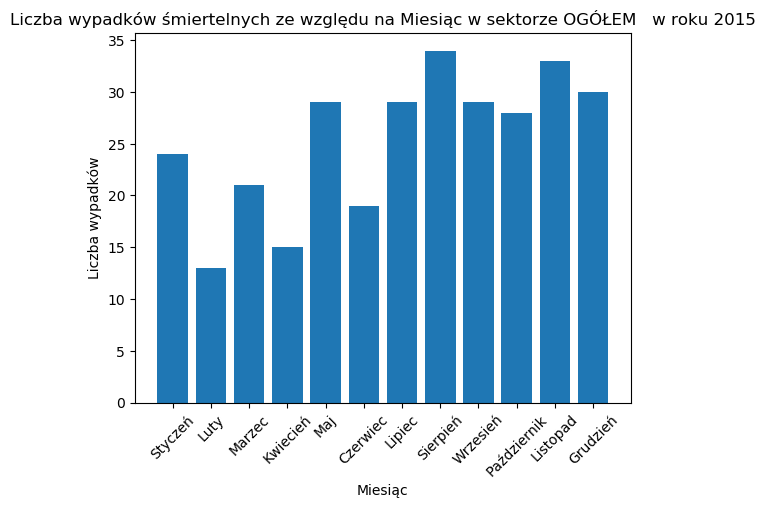 Liczba wypadków śmiertelnych ze względu na Miesiąc w sektorze OGÓŁEM   w roku 2015
35
30
25
20
15
10
5
0
Liczba wypadków
Styczeń
Luty
Marzec
Kwiecień
Maj
Czerwiec
Lipiec
Sierpień
Wrzesień
Październik
Listopad
Grudzień
Miesiąc